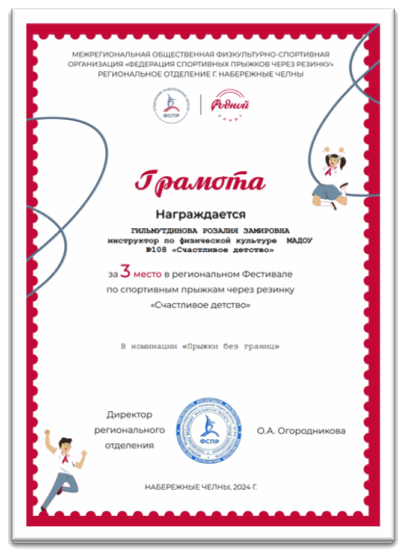 МЕЖРЕГИОНАЛЬНАЯ ОБЩЕСТВЕННАЯ ФИЗКУЛЬТУРНО-СПОРТИВНАЯ
ОРГАНИЗАЦИЯ «ФЕДЕРАЦИЯ СПОРТИВНЫХ ПРЫЖКОВ ЧЕРЕЗ РЕЗИНКУ»
РЕГИОНАЛЬНОЕ ОТДЕЛЕНИЕ Г. НАБЕРЕЖНЫЕ ЧЕЛНЫ
ФСПР
Родной
Грамота
Награждается
ГИЛЬМУТДИНОВА РОЗАЛИЯ ЗАМИРОВНА
инструктор по физической культуре МАДОУ
№108 «Счастливое детство»
за 3 место в региональном Фестивале
по спортивным прыжкам через резинку
«Счастливое детство»
В номинации «Прыжки без границ»
Директор
регионального
отделения
ФСПР
О.А. Огородникова
НАБЕРЕЖНЫЕ ЧЕЛНЫ, 2024 Г.